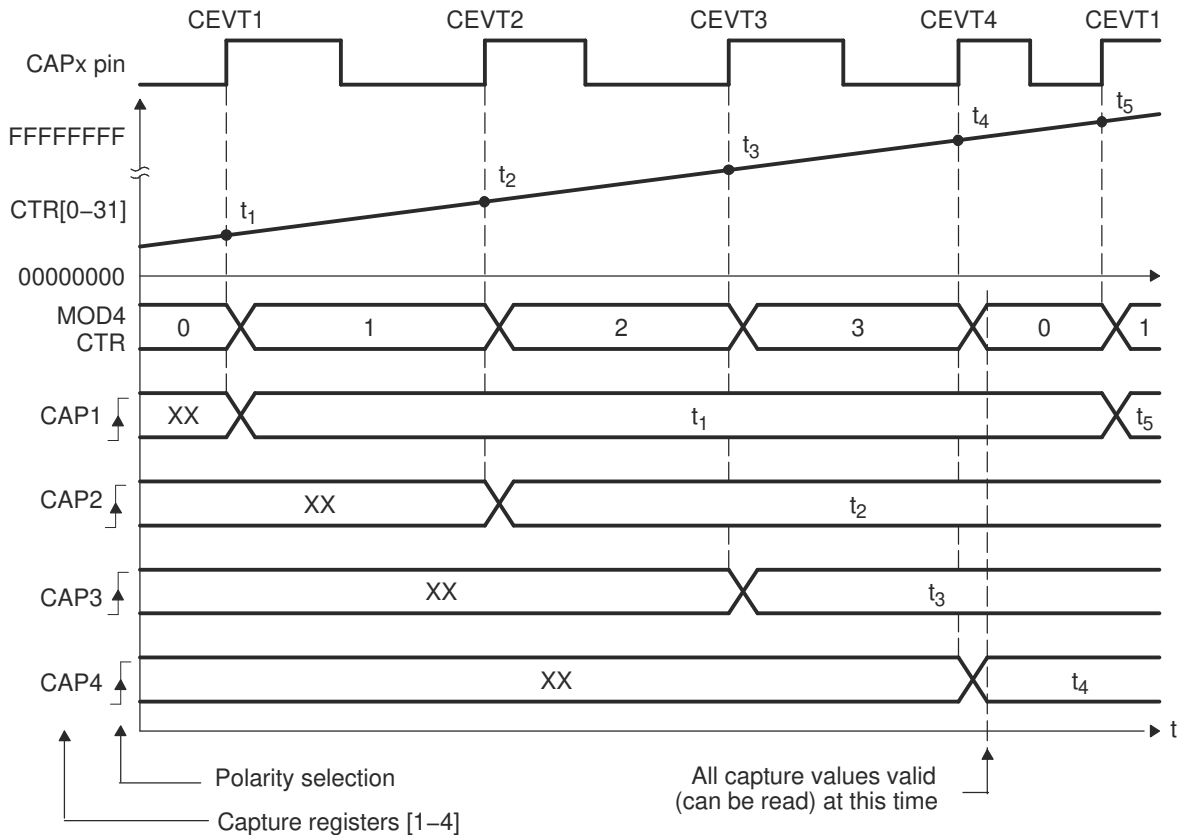 CEVT1 CEVT2 CEVT3 CEVT4 CEVT1
CAPx pin
FFFFFFFF
t5
t4
t3
t2
CTR[0–31]
t1
00000000
MOD4
CTR
0 1 2 3 0 1
CAP1 XX t1 t5
CAP2 XX t2
CAP3 XX t3
CAP4 XX t4
t
Polarity selection
All capture values valid
(can be read) at this time
Capture registers [1–4]